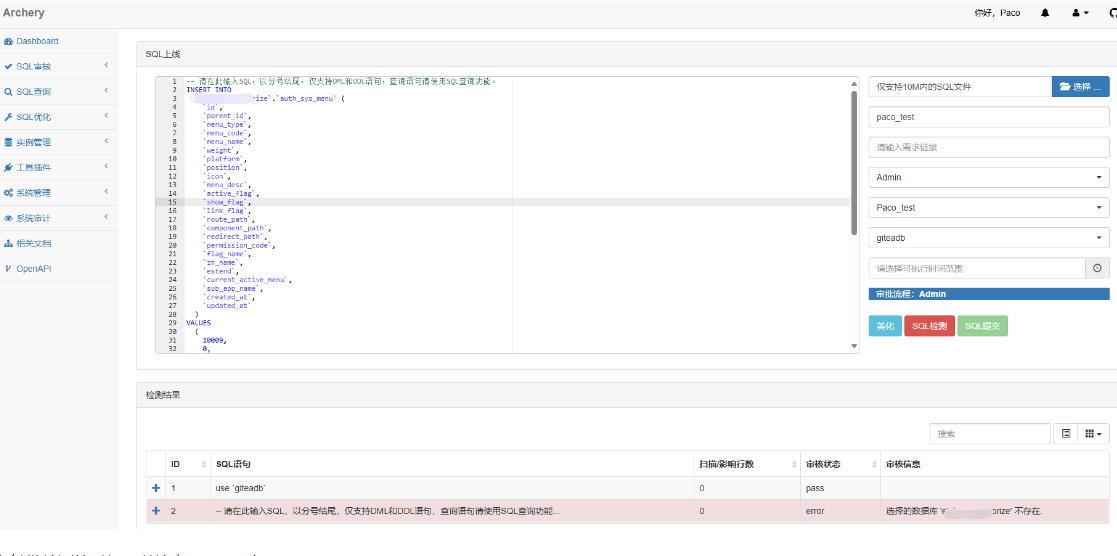 Archery
你好，Paco
Dashboard
SQL审核
SQL查询
SQL优化
实例管理
工具插件
系统管理
系统审计
相关文档
OpenAPI
SQL上线
1 -- 请在此输入SQL，以分号结尾，仅支持DML和DDL语句，查询语句请使用SQL查询功能。
2 INSERT INTO
3 rize`.`auth_sys_menu` (
4 `id`,
5 `parent_id`,
6 `menu_type`,
7 `menu_code`,
8 `menu_name`,
9 `weight`,
10 `platform`,
11 `position`,
12 `icon`,
13 `menu_desc`,
14 `active_flag`,
15 `show_flag`,
16 `link_flag`,
17 `route_path`,
18 `component_path`,
19 `redirect_path`,
20 `permission_code`,
21 `flag_name`,
22 `zh_name`,
23 `extend`,
24 `current_active_menu`,
25 `sub_app_name`,
26 `created_at`,
27 `updated_at`
28 )
29 VALUES
30 (
31 10009,
32 0,
仅支持10M内的SQL文件 选择 ...
paco_test
请输入需求链接
Admin
Paco_test
giteadb
请选择可执行时间范围
审批流程：Admin
美化 SQL检测 SQL提交
检测结果
搜索
ID SQL语句 扫描/影响行数 审核状态 审核信息
1 use `giteadb` 0 pass
2 -- 请在此输入SQL，以分号结尾，仅支持DML和DDL语句，查询语句请使用SQL查询功能... 0 error 选择的数据库 'e orize' 不存在.